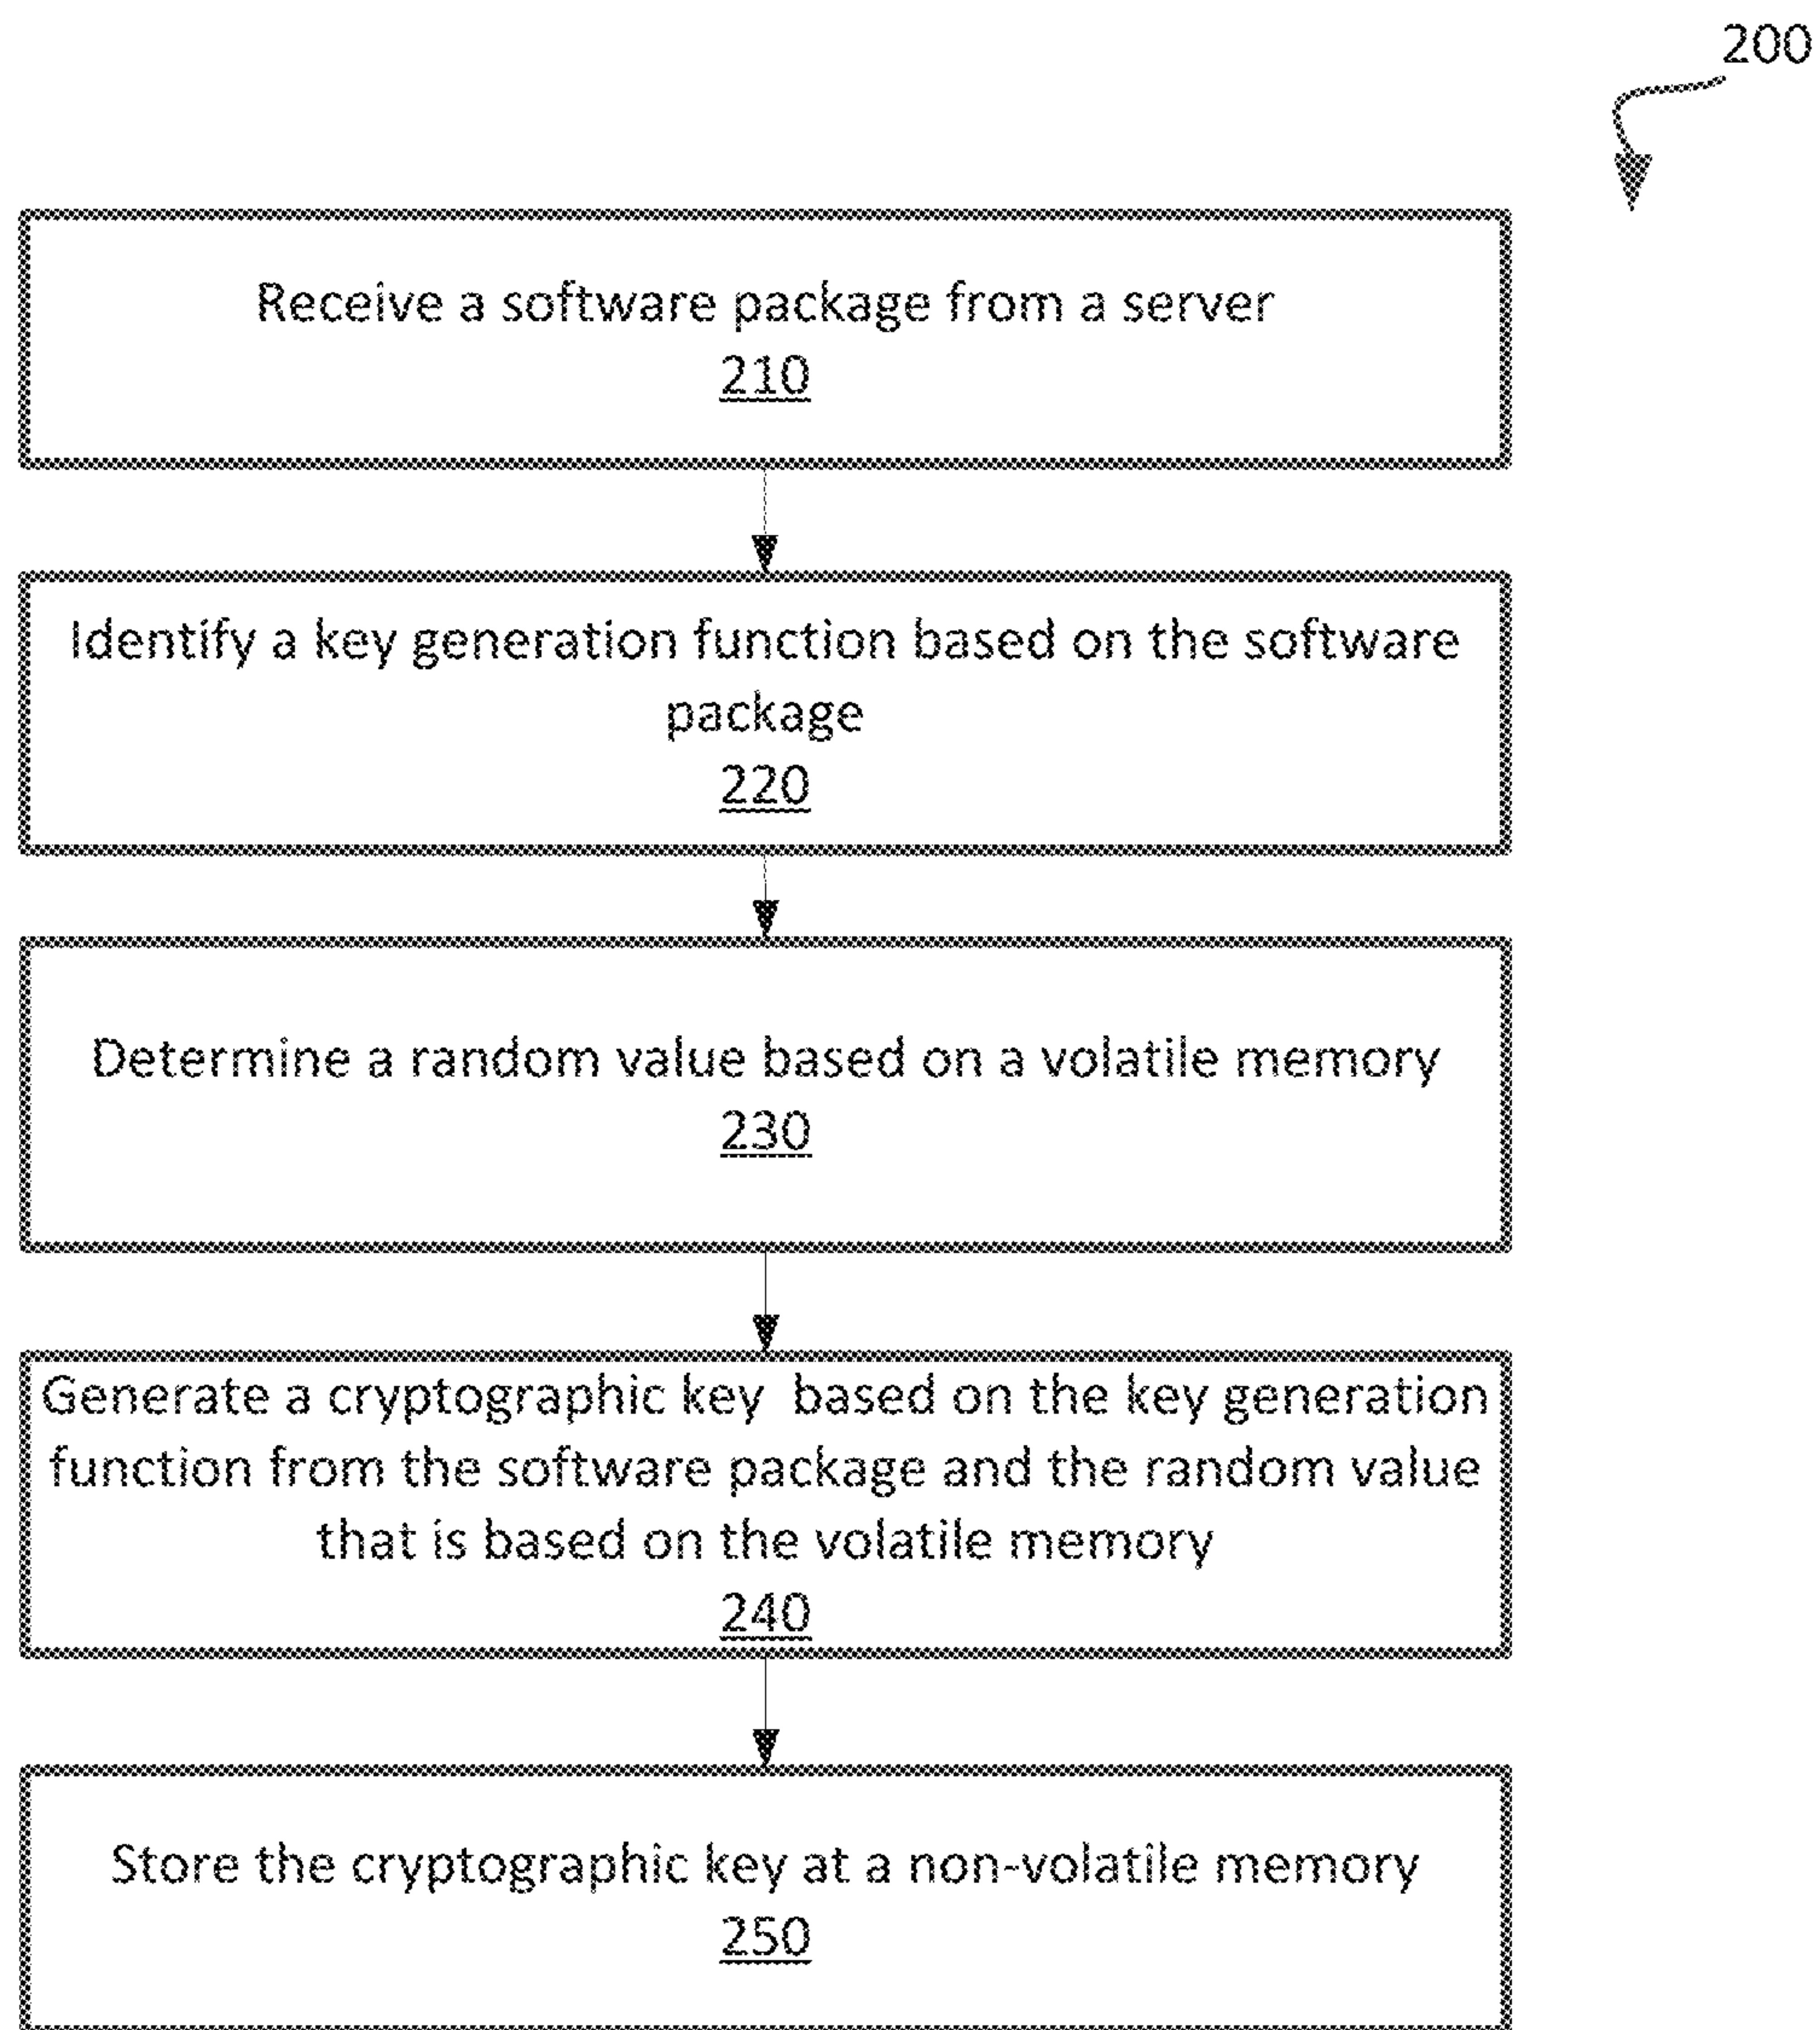 200
Receive a software package from a server
210
Identify a key generation function based on the software
package
220
Determine a random value based on a volatile memory
230
Generate a cryptographic key  based on the key generation
function from the software package and the random value
that is based on the volatile memory
240
Store the cryptographic key at a non-volatile memory
250